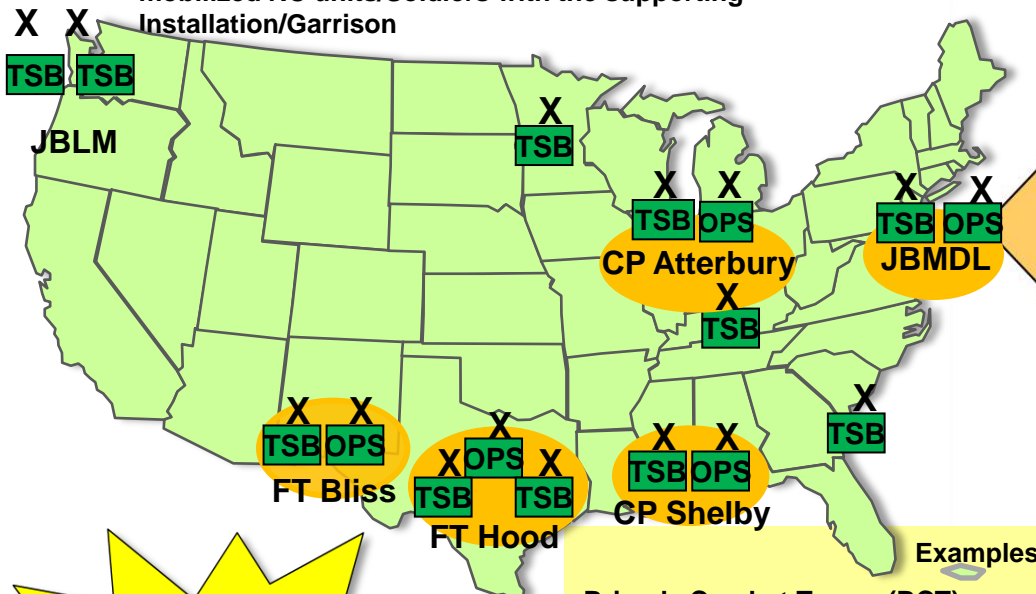 Installation/Garrison
X X
TSB TSB
JBLM
X
TSB
X X
TSB OPS
CP Atterbury
X X
TSB OPS
JBMDL
X
TSB
X
TSB
X X
TSB OPS
FT Bliss
X
OPS
X X
TSB TSB
FT Hood
X X
TSB OPS
CP Shelby
Examples